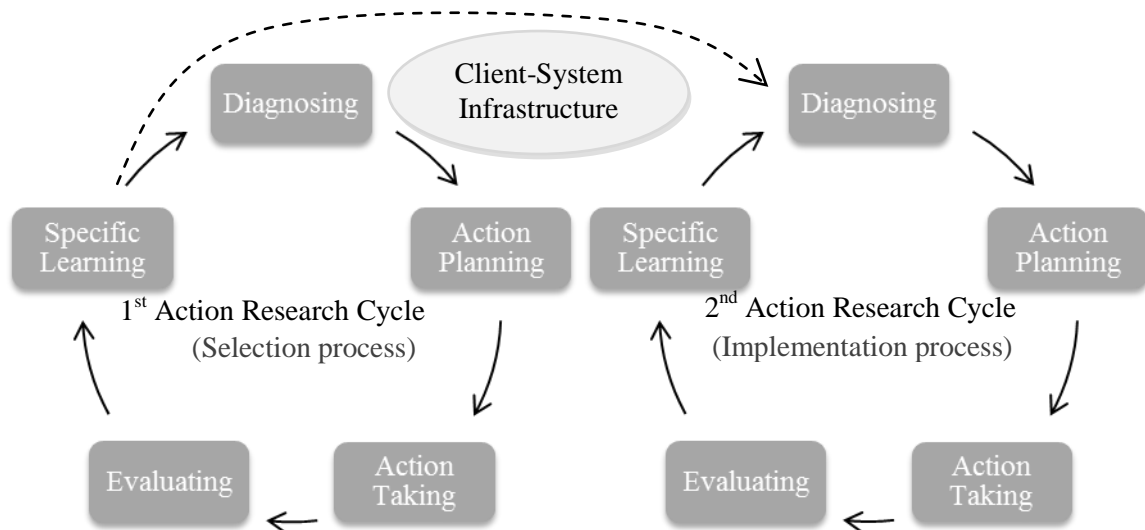 Client-System
Infrastructure
Diagnosing
Specific
Learning
Action
Planning
1st Action Research Cycle
(Selection process)
Evaluating
Action
Taking
Diagnosing
Specific
Learning
Action
Planning
2nd Action Research Cycle
(Implementation process)
Evaluating
Action
Taking